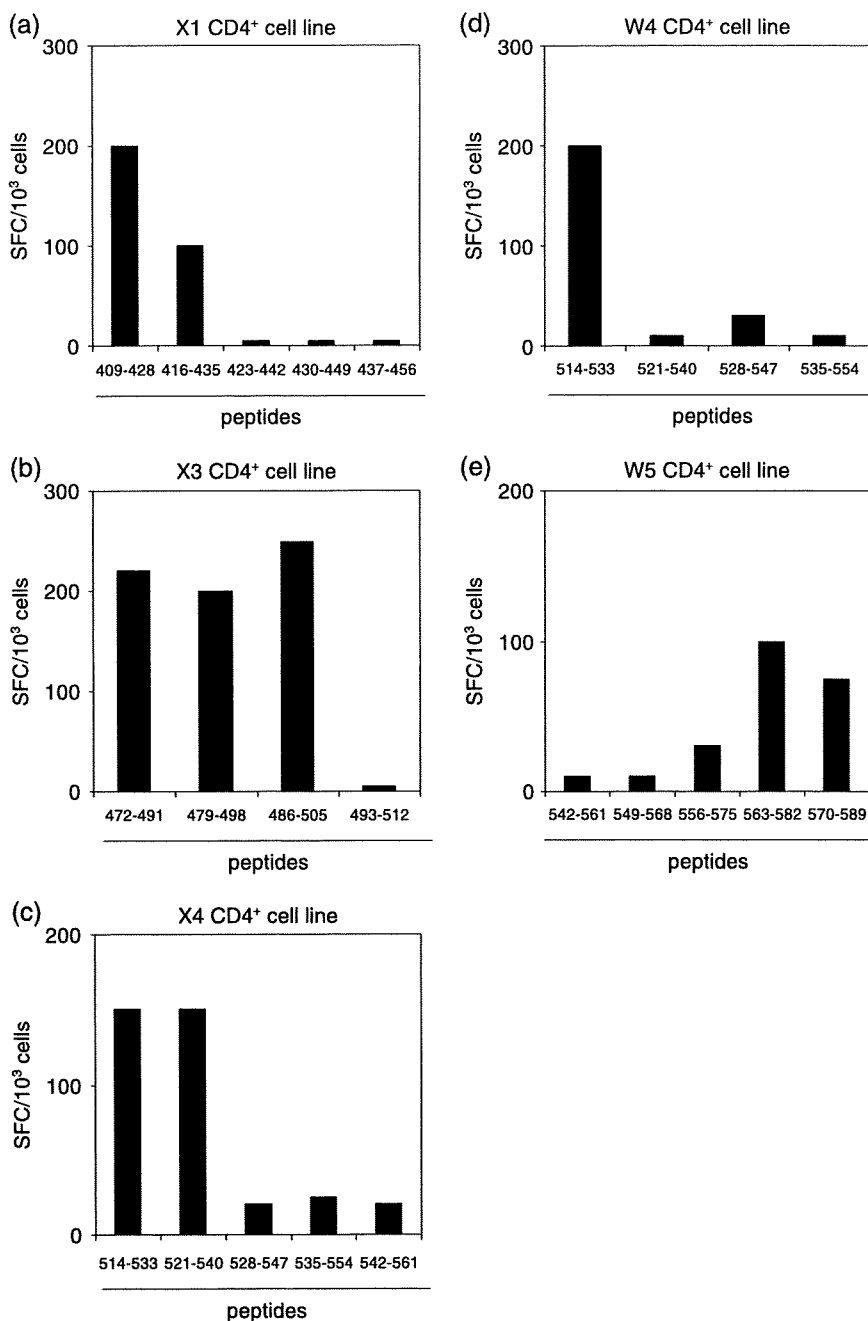 (a)
X1 CD4⁺ cell line
300
200
100
0
SFC/10³ cells
409-428 416-435 423-442 430-449 437-456
peptides
(b)
X3 CD4⁺ cell line
300
200
100
0
SFC/10³ cells
472-491 479-498 486-505 493-512
peptides
(c)
X4 CD4⁺ cell line
200
100
0
SFC/10³ cells
514-533 521-540 528-547 535-554 542-561
peptides
(d)
W4 CD4⁺ cell line
300
200
100
0
SFC/10³ cells
514-533 521-540 528-547 535-554
peptides
(e)
W5 CD4⁺ cell line
200
100
0
SFC/10³ cells
542-561 549-568 556-575 563-582 570-589
peptides